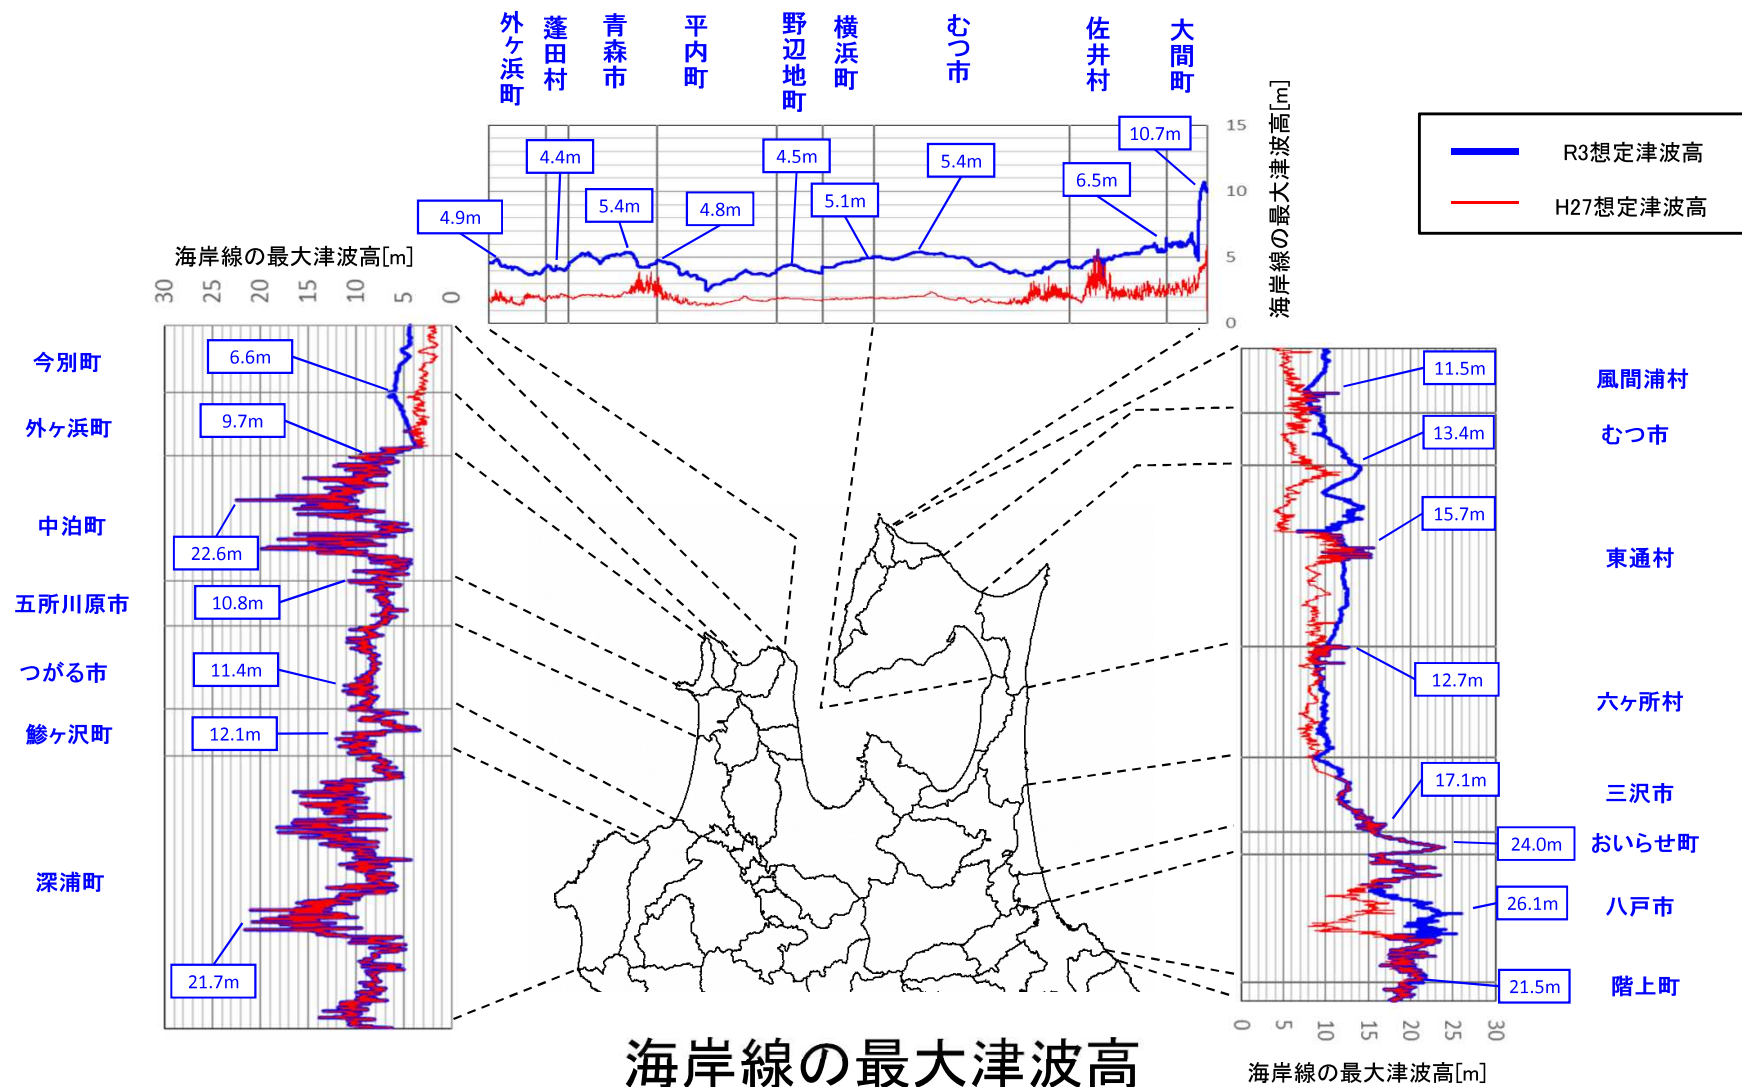 外ヶ浜町
蓬田村
青森市
平内町
野辺地町
横浜町
むつ市
佐井村
大間町
4.9m
4.4m
5.4m
4.8m
4.5m
5.1m
5.4m
6.5m
10.7m
15
10
5
0
海岸線の最大津波高[m]
R3想定津波高
H27想定津波高
海岸線の最大津波高[m]
30
25
20
15
10
5
0
今別町
6.6m
外ヶ浜町
9.7m
中泊町
22.6m
五所川原市
10.8m
つがる市
11.4m
鰺ヶ沢町
12.1m
深浦町
21.7m
11.5m
風間浦村
13.4m
むつ市
15.7m
東通村
12.7m
六ヶ所村
17.1m
三沢市
24.0m
おいらせ町
26.1m
八戸市
21.5m
階上町
0
5
10
15
20
25
30
海岸線の最大津波高[m]
海岸線の最大津波高